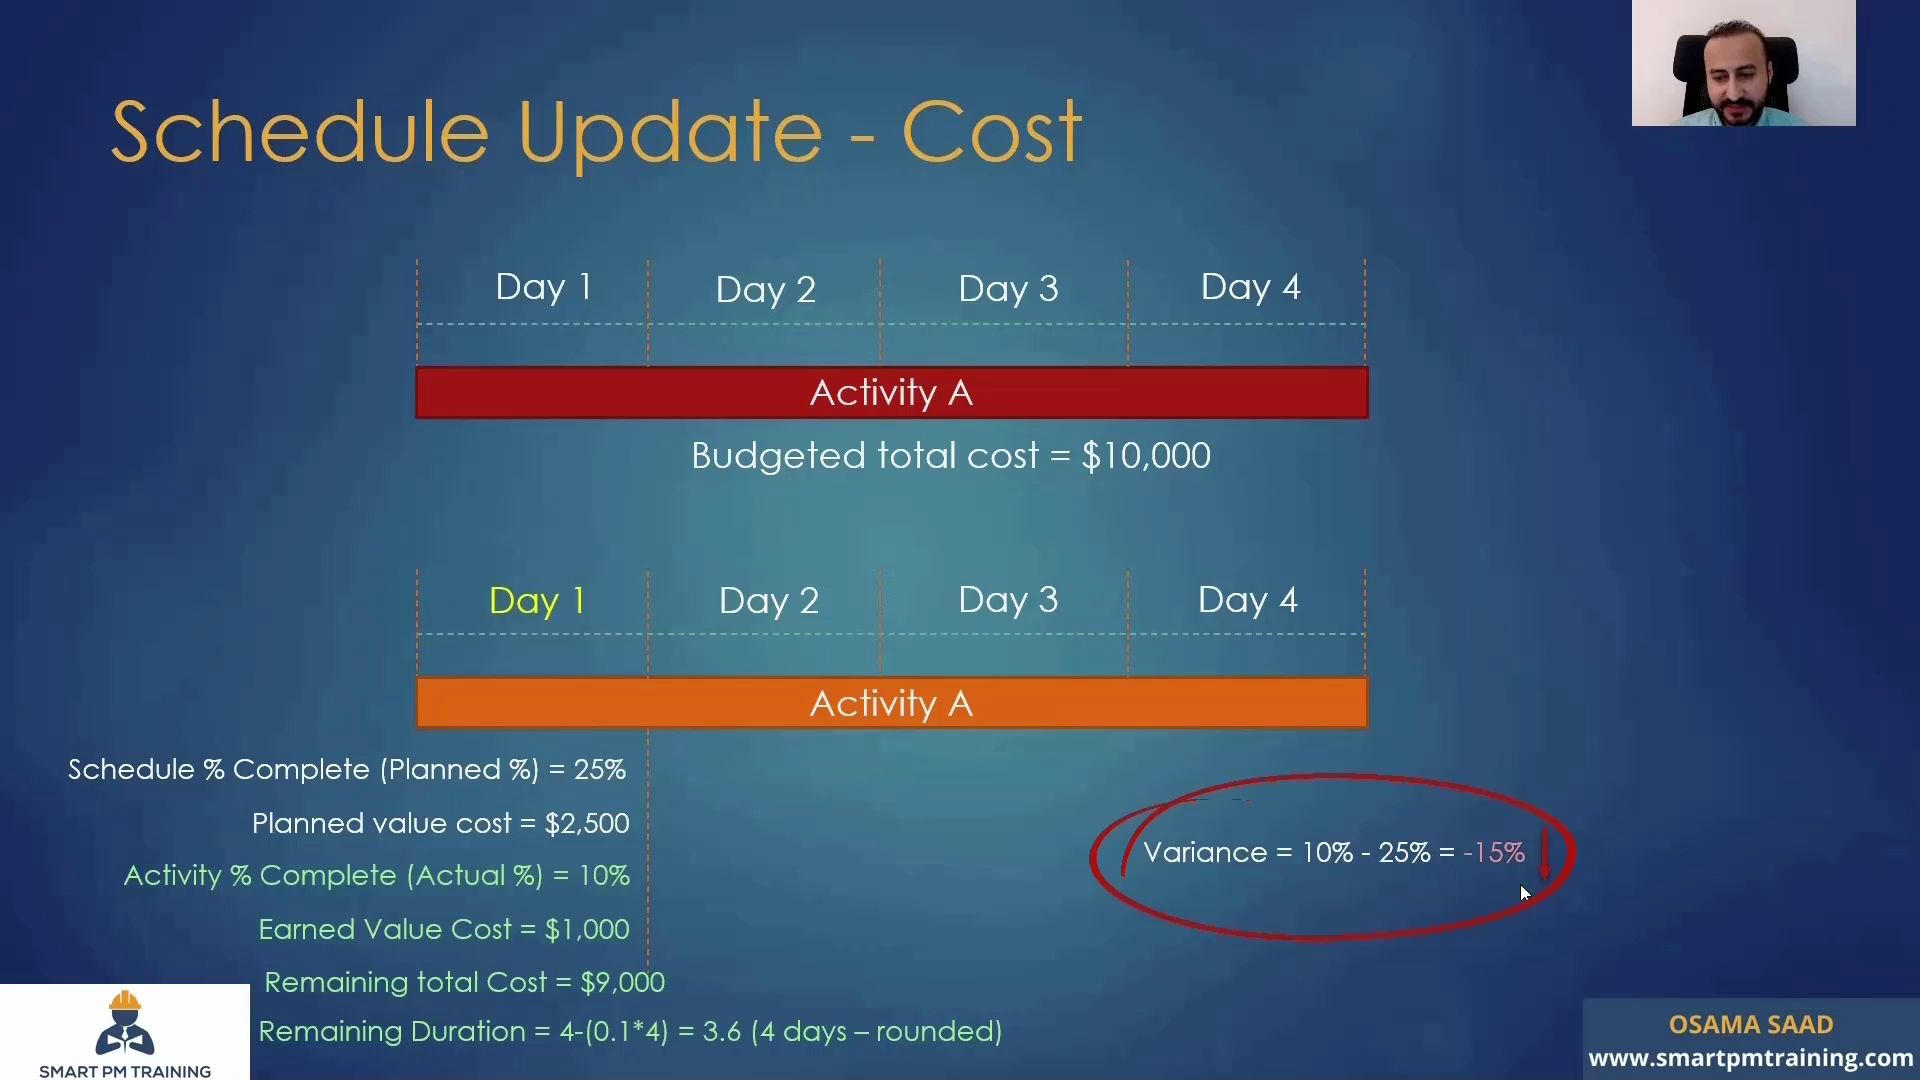 Schedule Update - Cost
Day 1 Day 2 Day 3 Day 4
Activity A
Budgeted total cost = $10,000
Day 1 Day 2 Day 3 Day 4
Activity A
Schedule % Complete (Planned %) = 25%
Planned value cost = $2,500
Variance = 10% - 25% = -15%
Activity % Complete (Actual %) = 10%
Earned Value Cost = $1,000
Remaining total Cost = $9,000
Remaining Duration = 4-(0.1*4) = 3.6 (4 days – rounded)
SMART PM TRAINING
OSAMA SAAD
www.smartpmtraining.com